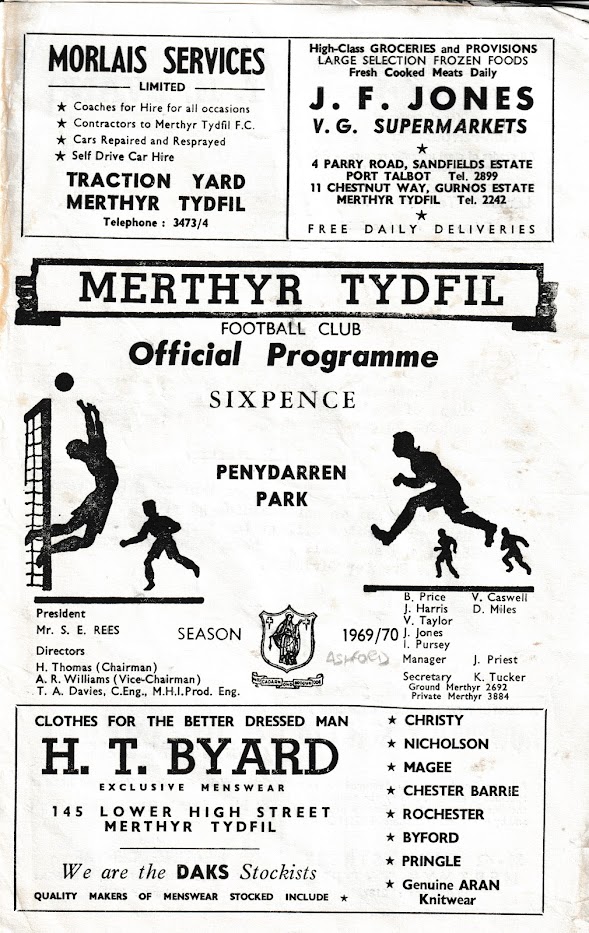 MORLAIS SERVICES
LIMITED
★ Coaches for Hire for all occasions
★ Contractors to Merthyr Tydfil F.C.
★ Cars Repaired and Resprayed
★ Self Drive Car Hire
TRACTION YARD
MERTHYR TYDFIL
Telephone : 3473/4
High-Class GROCERIES and PROVISIONS
LARGE SELECTION FROZEN FOODS
Fresh Cooked Meats Daily
J. F. JONES
V. G. SUPERMARKETS
★
4 PARRY ROAD, SANDFIELDS ESTATE
PORT TALBOT Tel. 2899
11 CHESTNUT WAY, GURNOS ESTATE
MERTHYR TYDFIL Tel. 2242
★
FREE DAILY DELIVERIES
MERTHYR TYDFIL
FOOTBALL CLUB
Official Programme
SIXPENCE
PENYDARREN
PARK
President
Mr. S. E. REES
Directors
H. Thomas (Chairman)
A. R. Williams (Vice-Chairman)
T. A. Davies, C.Eng., M.H.I.Prod. Eng.
SEASON 1969/70
ASHFORD
B. Price V. Caswell
J. Harris D. Miles
V. Taylor
J. Jones
I. Pursey
Manager J. Priest
Secretary K. Tucker
Ground Merthyr 2692
Private Merthyr 3884
CLOTHES FOR THE BETTER DRESSED MAN
H. T. BYARD
EXCLUSIVE MENSWEAR
145 LOWER HIGH STREET
MERTHYR TYDFIL
We are the DAKS Stockists
QUALITY MAKERS OF MENSWEAR STOCKED INCLUDE ★
★ CHRISTY
★ NICHOLSON
★ MAGEE
★ CHESTER BARRIE
★ ROCHESTER
★ BYFORD
★ PRINGLE
★ Genuine ARAN
Knitwear